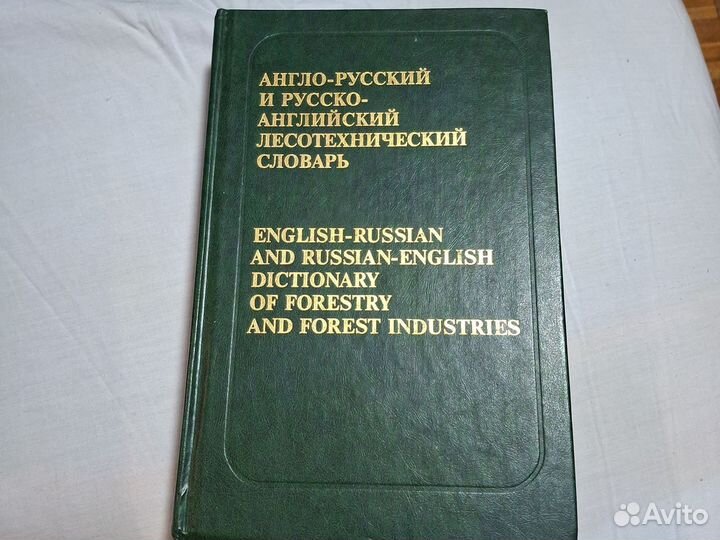 АНГЛО-РУССКИЙ
И РУССКО-
АНГЛИЙСКИЙ
ЛЕСОТЕХНИЧЕСКИЙ
СЛОВАРЬ
ENGLISH-RUSSIAN
AND RUSSIAN-ENGLISH
DICTIONARY
OF FORESTRY
AND FOREST INDUSTRIES
Avito